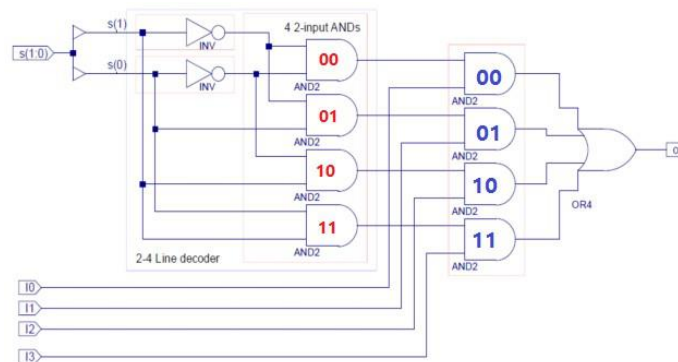 s(1:0)
s(1)
s(0)
INV
INV
4 2-input ANDs
00
AND2
01
AND2
10
AND2
11
AND2
2-4 Line decoder
00
AND2
01
AND2
10
AND2
11
AND2
OR4
o
I0
I1
I2
I3